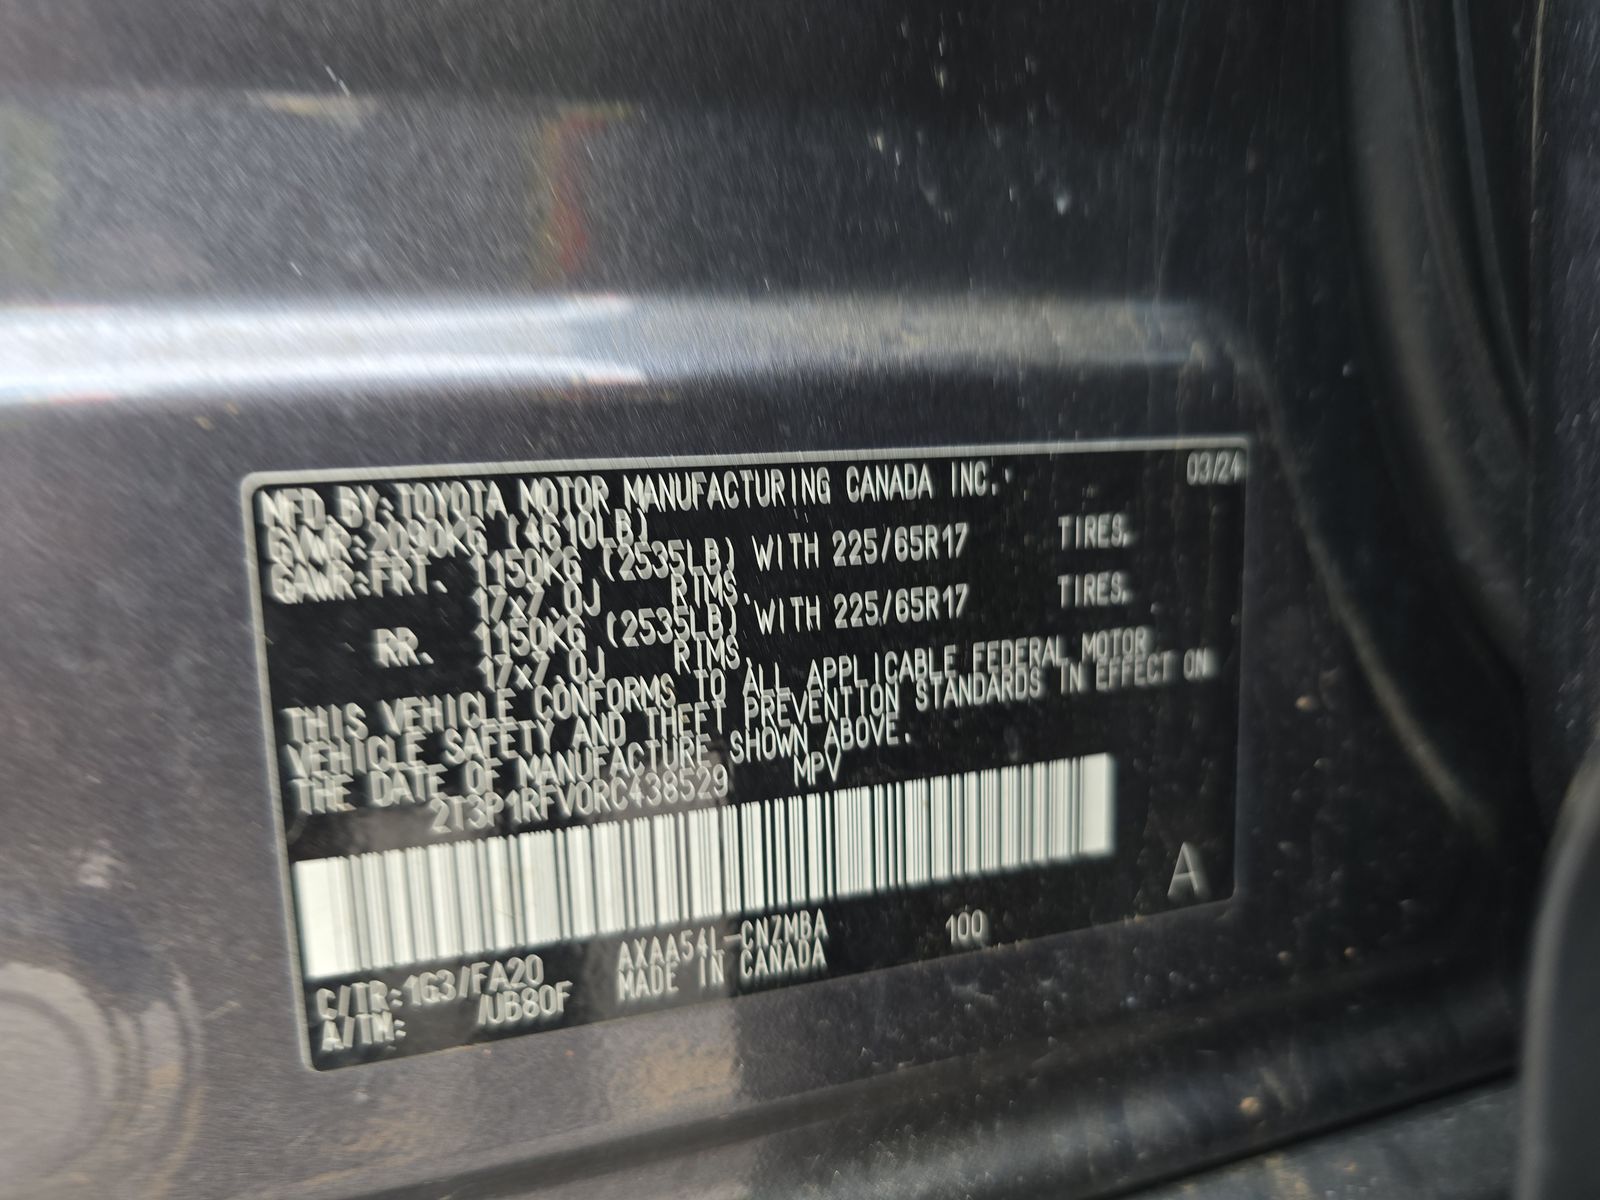 MFD. BY: TOYOTA MOTOR MANUFACTURING CANADA INC. 03/24
GVWR: 2090KG (4610LB)
GAWR: FRT. 1150KG (2535LB) WITH 225/65R17 TIRES,
17x7.0J RIMS.
RR. 1150KG (2535LB) WITH 225/65R17 TIRES,
17x7.0J RIMS.
THIS VEHICLE CONFORMS TO ALL APPLICABLE FEDERAL MOTOR
VEHICLE SAFETY AND THEFT PREVENTION STANDARDS IN EFFECT ON
THE DATE OF MANUFACTURE SHOWN ABOVE.
2T3P1RFV0RC438529 MPV
A
C/TR: 1G3/FA20 AXAA54L-CNZMBA 100
A/TM: /UB80F MADE IN CANADA